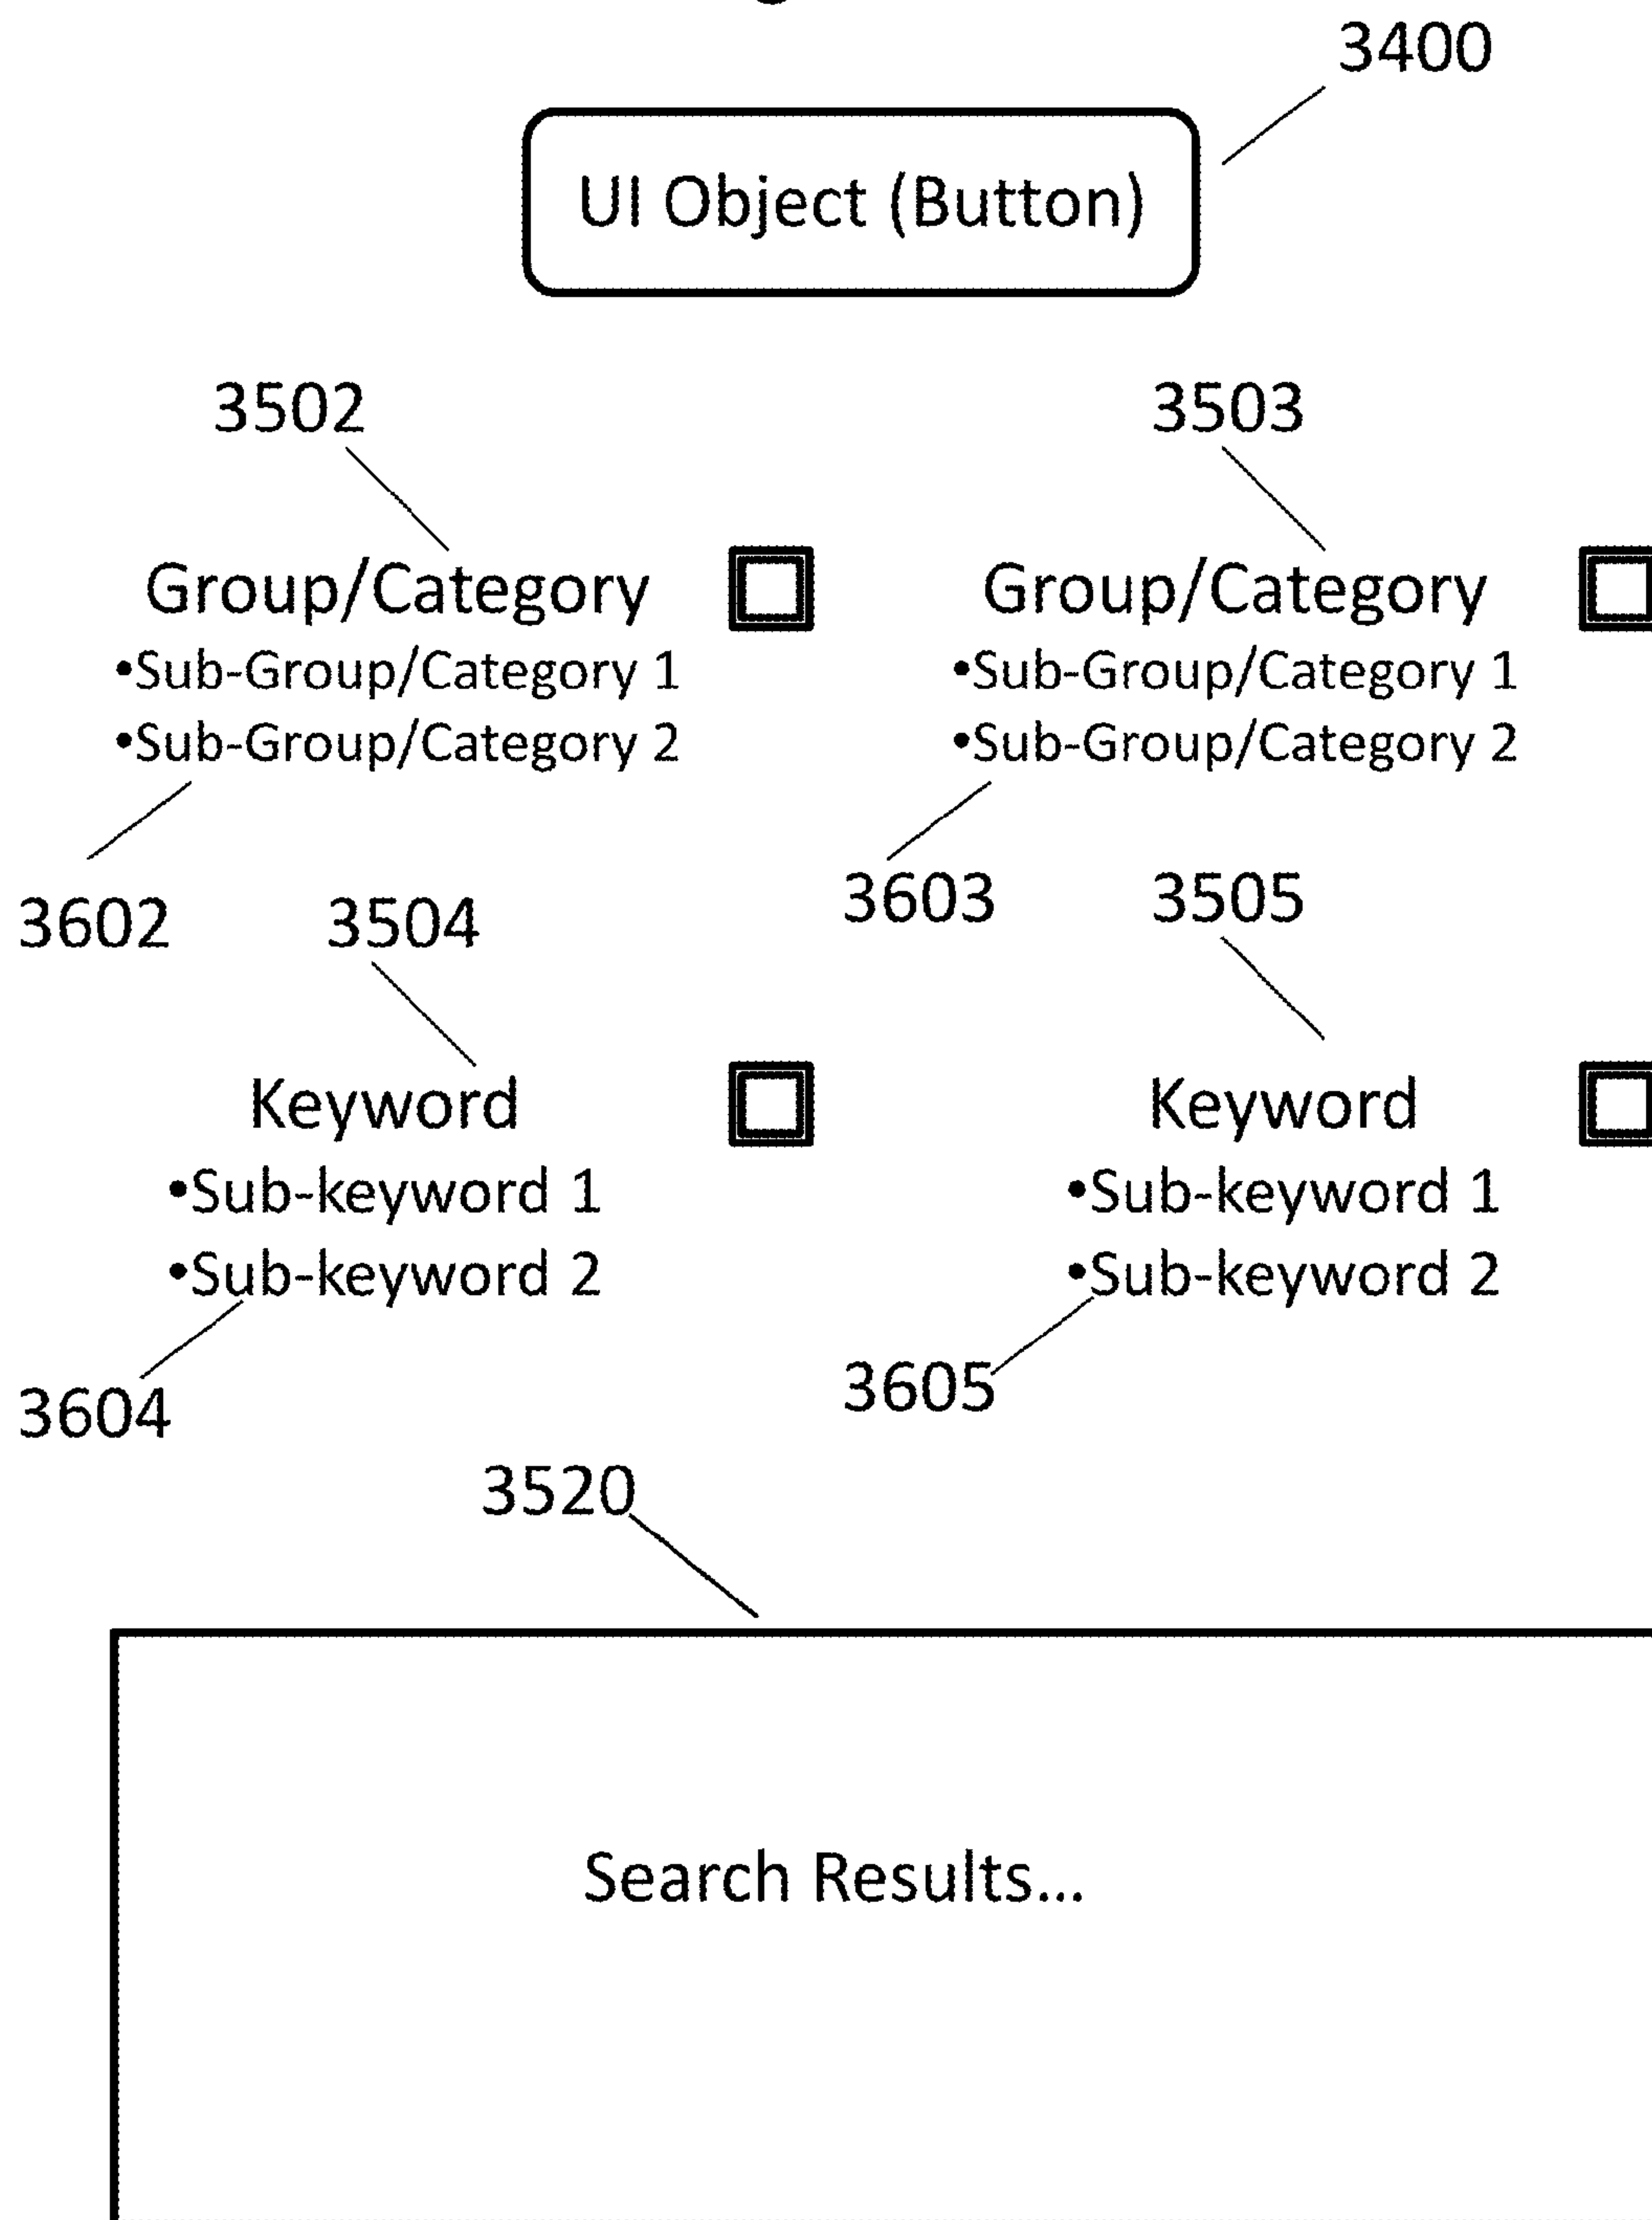 3400
UI Object (Button)
3502 3503
Group/Category Group/Category
•Sub-Group/Category 1 •Sub-Group/Category 1
•Sub-Group/Category 2 •Sub-Group/Category 2
3602 3504 3603 3505
Keyword Keyword
•Sub-keyword 1 •Sub-keyword 1
•Sub-keyword 2 •Sub-keyword 2
3604 3605
3520
Search Results...